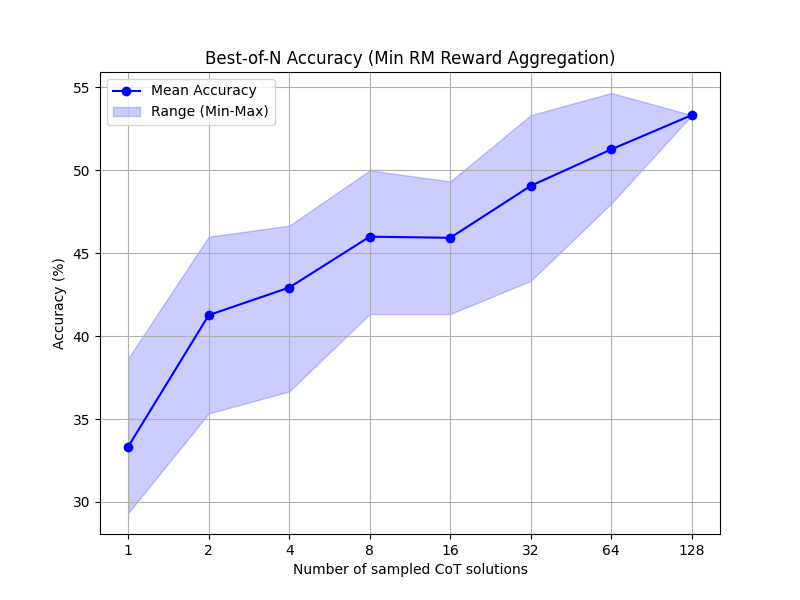 Best-of-N Accuracy (Min RM Reward Aggregation)
Mean Accuracy
Range (Min-Max)
Accuracy (%)
55
50
45
40
35
30
1 2 4 8 16 32 64 128
Number of sampled CoT solutions